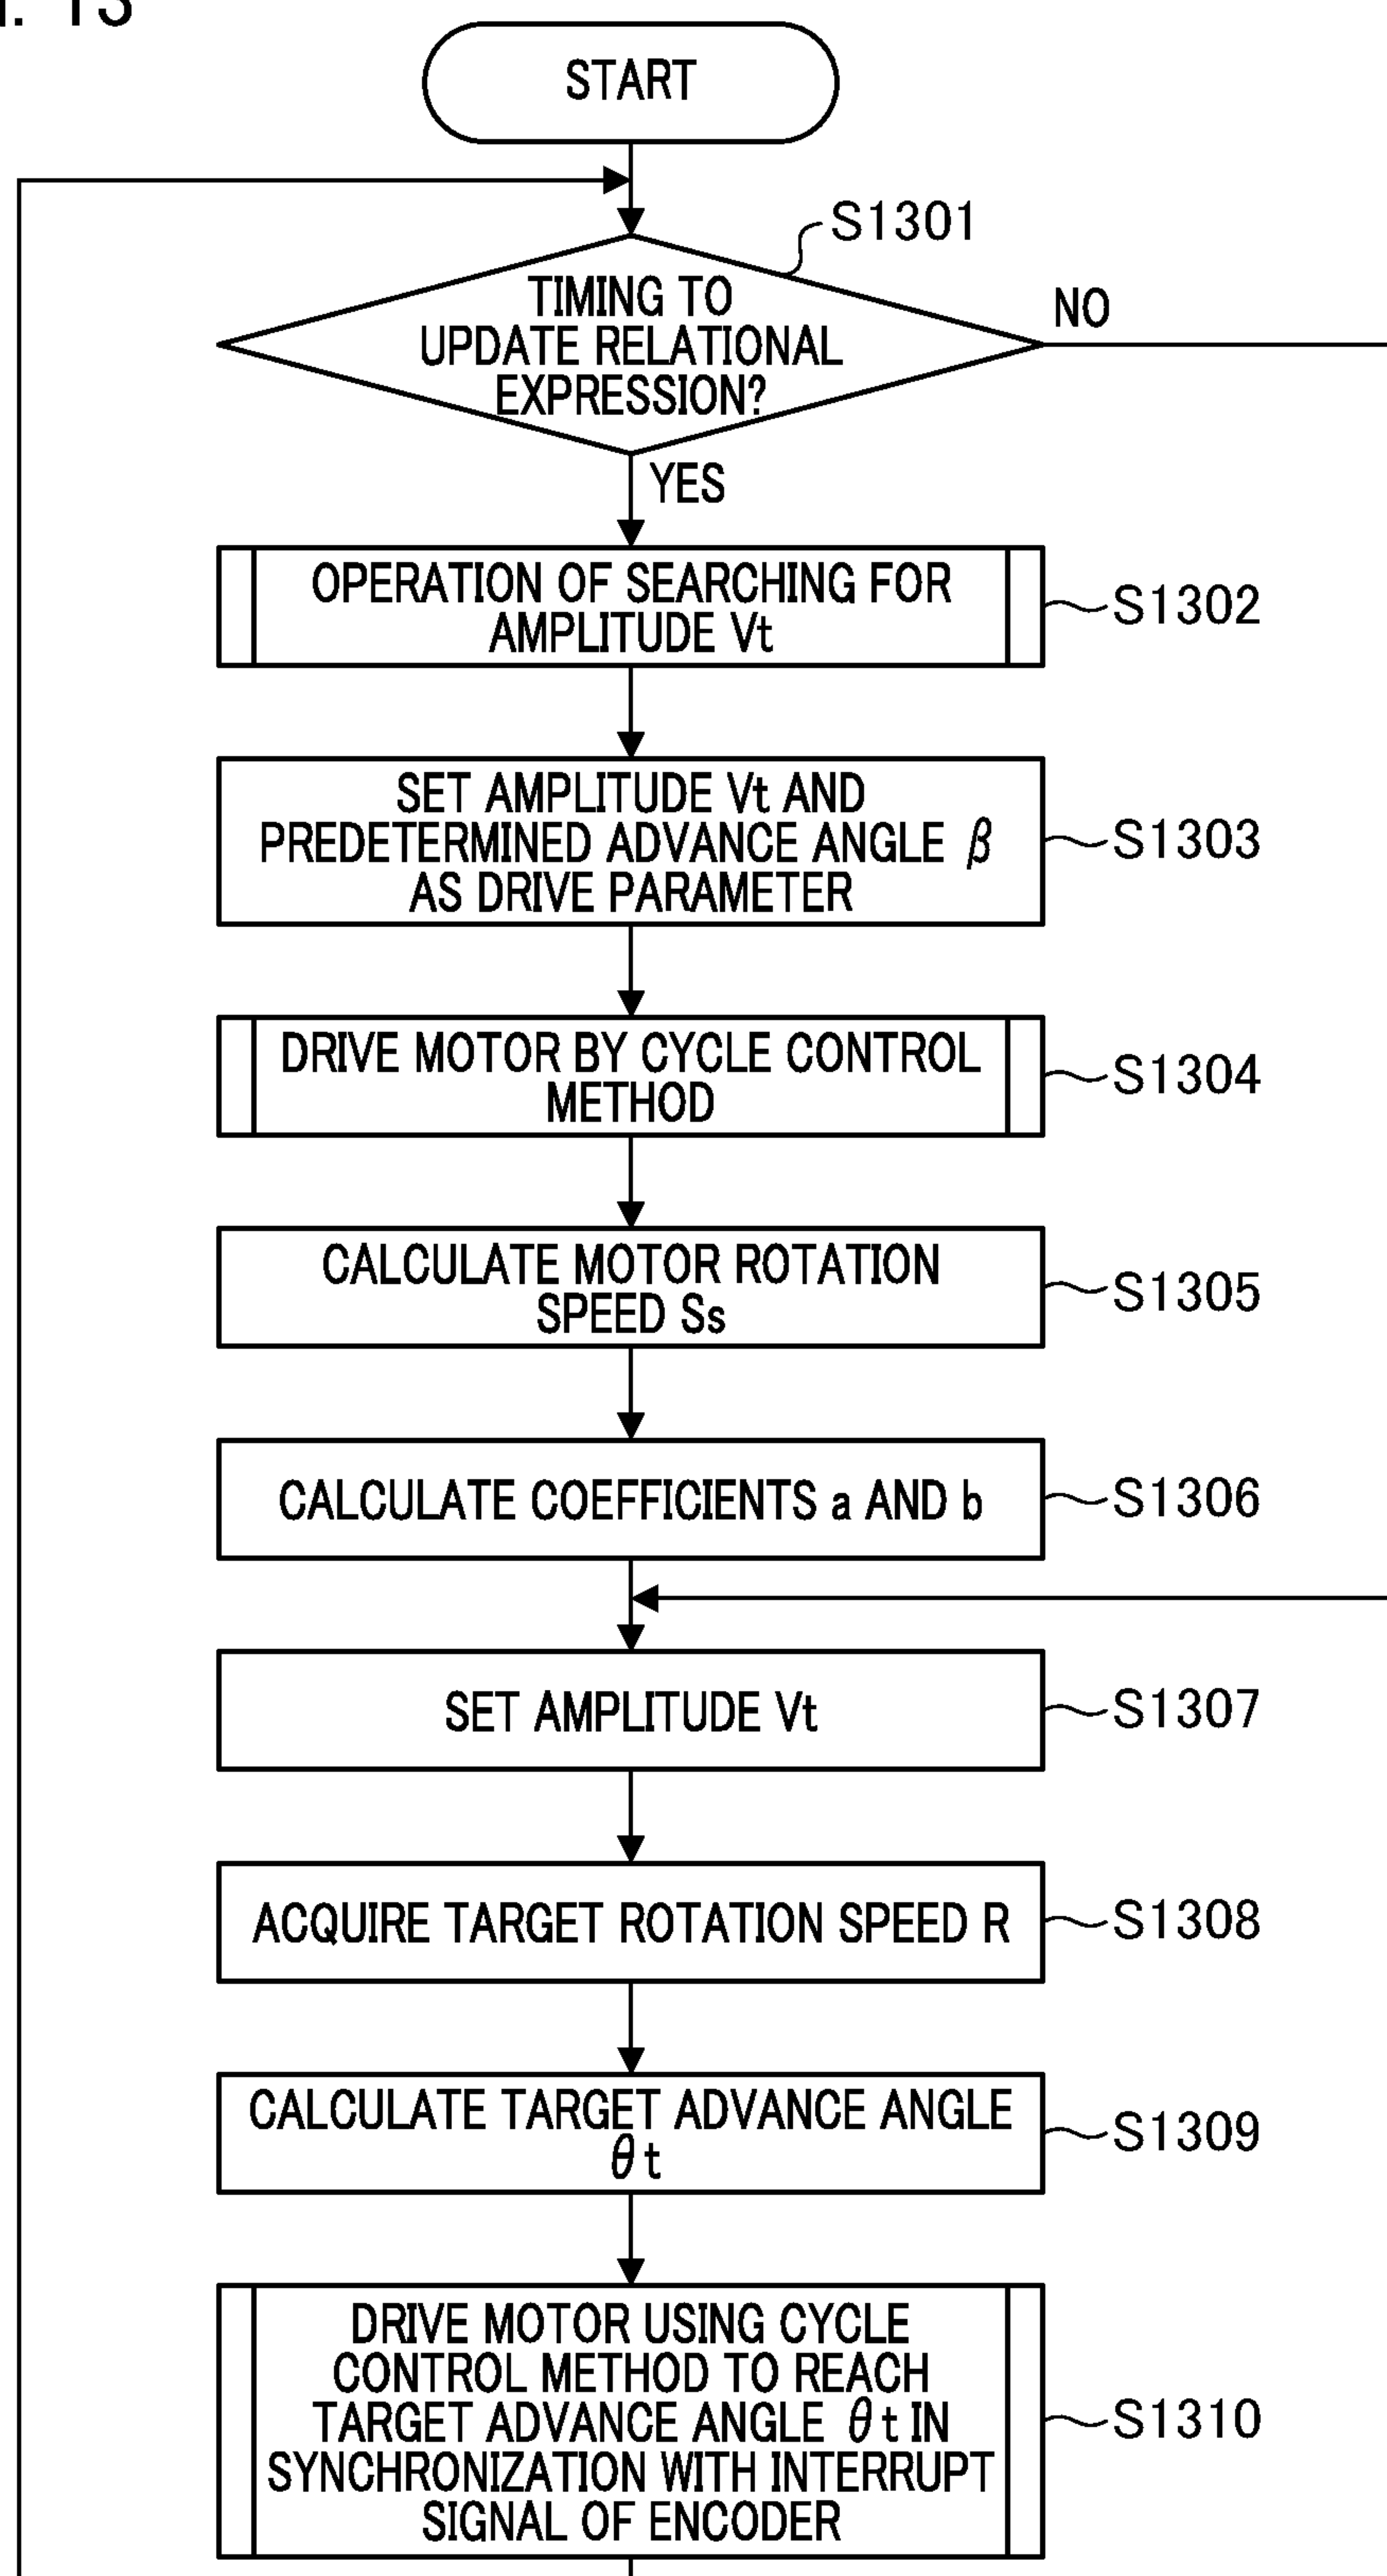 . 13
START
S1301
TIMING TO
UPDATE RELATIONAL
EXPRESSION?
NO
YES
OPERATION OF SEARCHING FOR
AMPLITUDE Vt
S1302
SET AMPLITUDE Vt AND
PREDETERMINED ADVANCE ANGLE β
AS DRIVE PARAMETER
S1303
DRIVE MOTOR BY CYCLE CONTROL
METHOD
S1304
CALCULATE MOTOR ROTATION
SPEED Ss
S1305
CALCULATE COEFFICIENTS a AND b
S1306
SET AMPLITUDE Vt
S1307
ACQUIRE TARGET ROTATION SPEED R
S1308
CALCULATE TARGET ADVANCE ANGLE
θt
S1309
DRIVE MOTOR USING CYCLE
CONTROL METHOD TO REACH
TARGET ADVANCE ANGLE θt IN
SYNCHRONIZATION WITH INTERRUPT
SIGNAL OF ENCODER
S1310